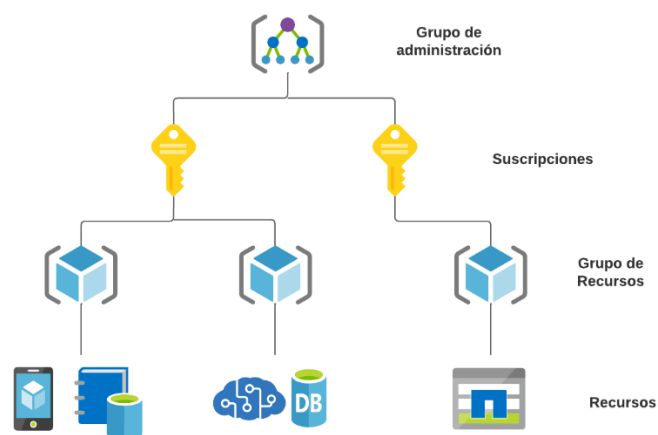 Grupo de
administración
Suscripciones
Grupo de
Recursos
DB
Recursos